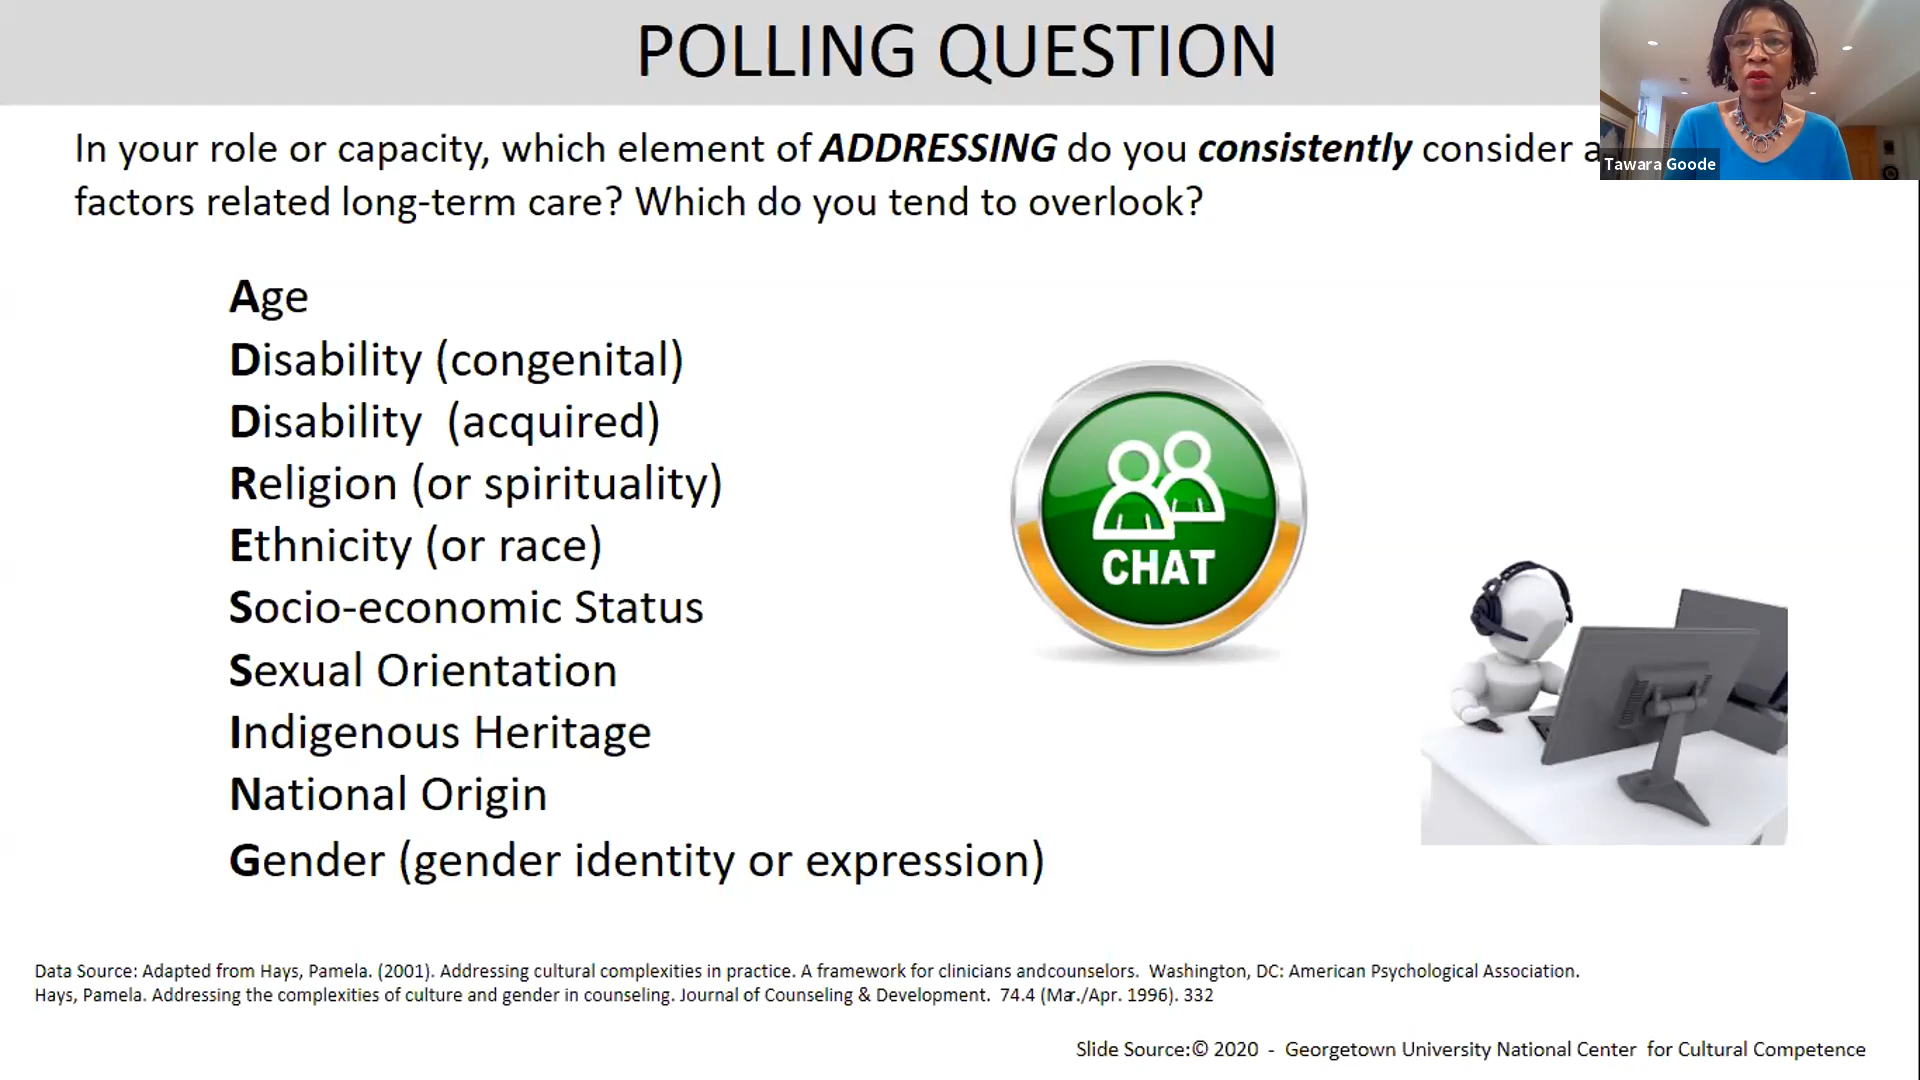 POLLING QUESTION
In your role or capacity, which element of ADDRESSING do you consistently consider
factors related long-term care? Which do you tend to overlook?
Tawara Goode
Age
Disability (congenital)
Disability (acquired)
Religion (or spirituality)
Ethnicity (or race)
Socio-economic Status
Sexual Orientation
Indigenous Heritage
National Origin
Gender (gender identity or expression)
CHAT
Data Source: Adapted from Hays, Pamela. (2001). Addressing cultural complexities in practice. A framework for clinicians andcounselors. Washington, DC: American Psychological Association.
Hays, Pamela. Addressing the complexities of culture and gender in counseling. Journal of Counseling & Development. 74.4 (Mar./Apr. 1996). 332
Slide Source:© 2020 - Georgetown University National Center for Cultural Competence